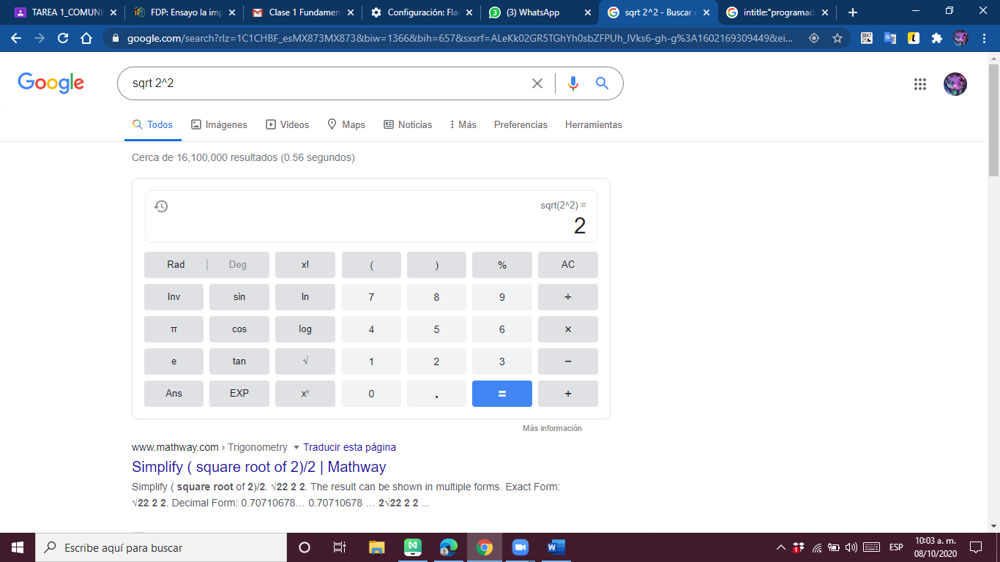 TAREA 1_COMUNI
FDP: Ensayo la imp
Clase 1 Fundamen
Configuración: Flas
(3) WhatsApp
sqrt 2^2 - Buscar c
intitle:"programaci
google.com/search?rlz=1C1CHBF_esMX873MX873&biw=1366&bih=657&sxsrf=ALeKk02GR5TGhYh0sbZFPUh_lVks6-gh-g%3A1602169309449&ei...
Google
sqrt 2^2
Todos Imágenes Videos Maps Noticias Más Preferencias Herramientas
Cerca de 16,100,000 resultados (0.56 segundos)
sqrt(2^2) =
2
Rad | Deg x! ( ) % AC
Inv sin ln 7 8 9 ÷
π cos log 4 5 6 ×
e tan √ 1 2 3 −
Ans EXP xʸ 0 . = +
Más información
www.mathway.com › Trigonometry Traducir esta página
Simplify ( square root of 2)/2 | Mathway
Simplify ( square root of 2)/2. √22 2 2. The result can be shown in multiple forms. Exact Form:
√22 2 2. Decimal Form: 0.70710678… 0.70710678 … 2√22 2 2 ...
Escribe aquí para buscar
ESP
10:03 a. m.
08/10/2020